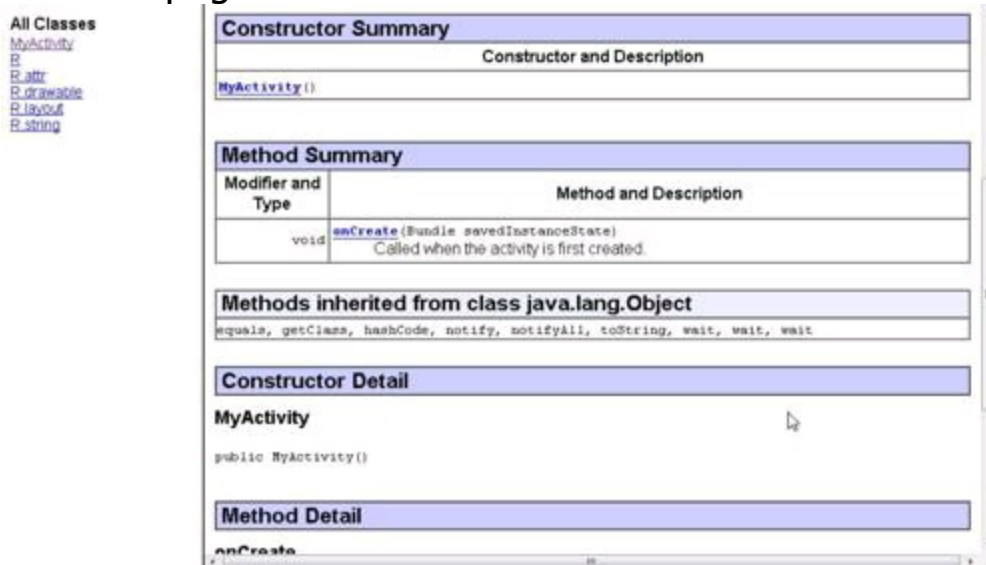 All Classes
MyActivity
R
R.attr
R.drawable
R.layout
R.string
Constructor Summary
Constructor and Description
MyActivity()
Method Summary
Modifier and Type
Method and Description
void
onCreate(Bundle savedInstanceState)
Called when the activity is first created.
Methods inherited from class java.lang.Object
equals, getClass, hashCode, notify, notifyAll, toString, wait, wait, wait
Constructor Detail
MyActivity
public MyActivity()
Method Detail
onCreate